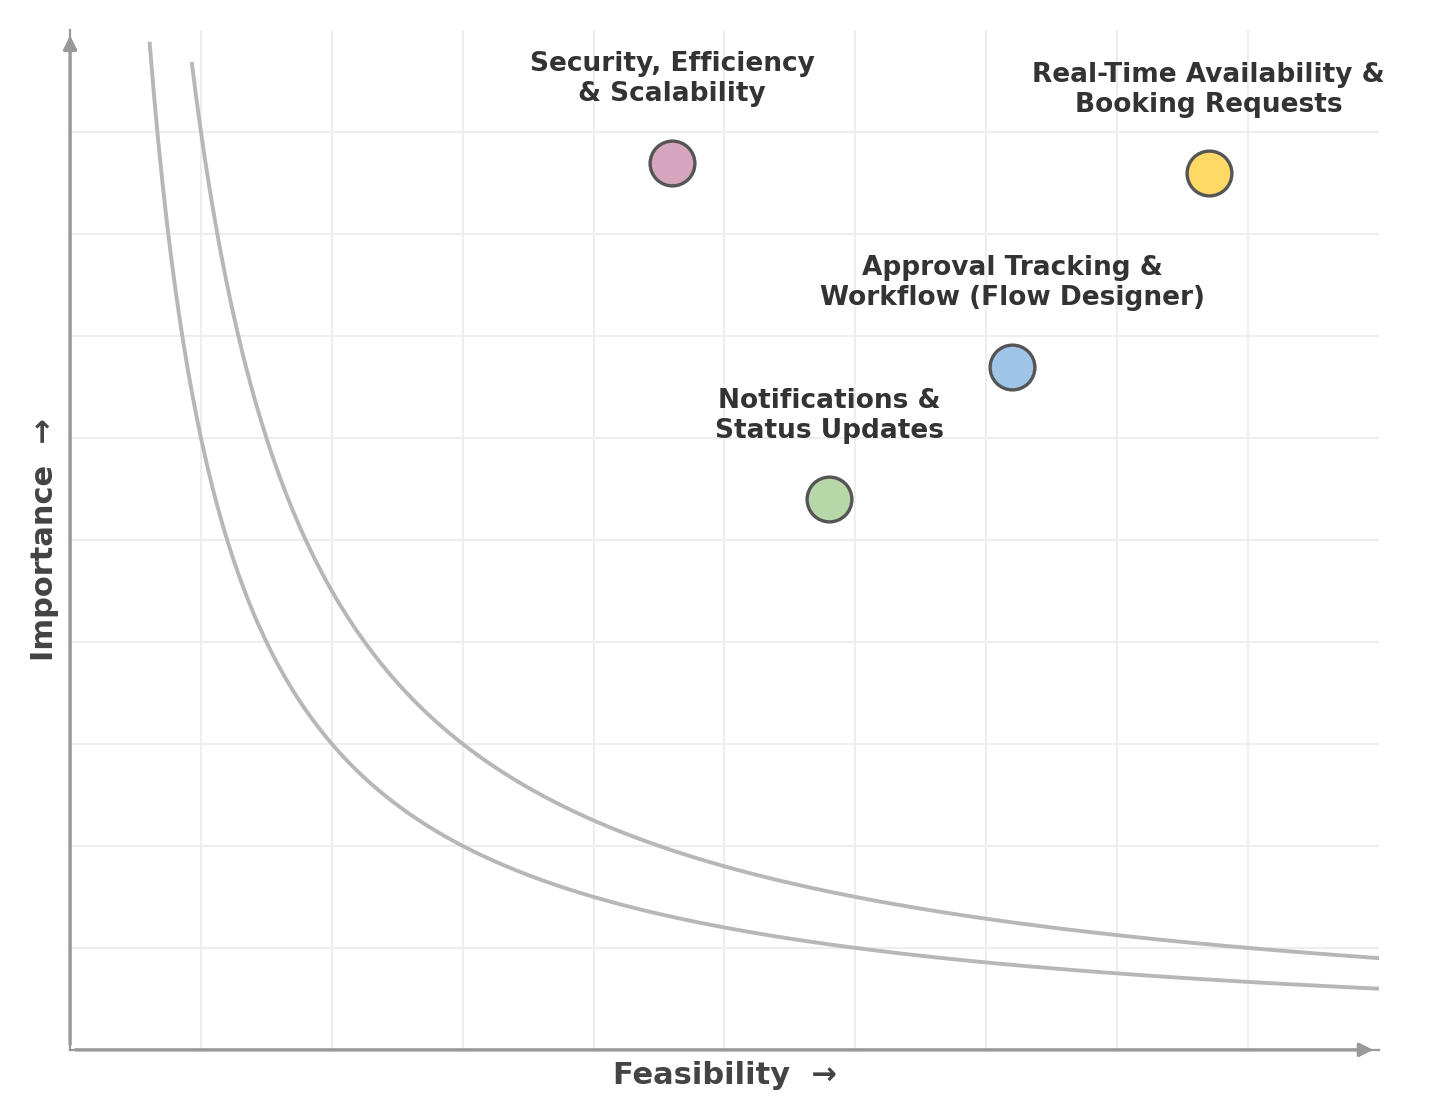 Security, Efficiency
& Scalability
Real-Time Availability &
Booking Requests
Approval Tracking &
Workflow (Flow Designer)
Notifications &
Status Updates
Importance →
Feasibility →